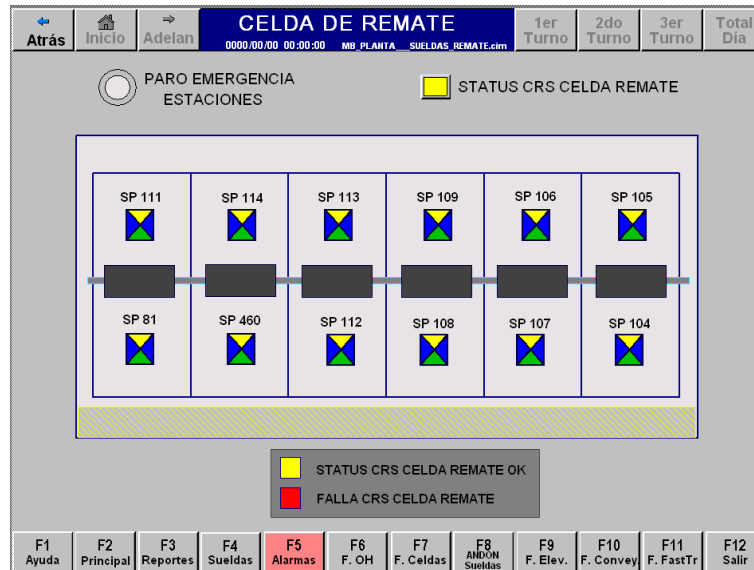 Atrás
Inicio
Adelan
CELDA DE REMATE
0000/00/00 00:00:00 MB_PLANTA___SUELDAS_REMATE.cim
1er
Turno
2do
Turno
3er
Turno
Total
Día
PARO EMERGENCIA
ESTACIONES
STATUS CRS CELDA REMATE
SP 111 SP 114 SP 113 SP 109 SP 106 SP 105
SP 81 SP 460 SP 112 SP 108 SP 107 SP 104
STATUS CRS CELDA REMATE OK
FALLA CRS CELDA REMATE
F1
Ayuda
F2
Principal
F3
Reportes
F4
Sueldas
F5
Alarmas
F6
F. OH
F7
F. Celdas
F8
ANDON
Sueldas
F9
F. Elev.
F10
F. Convey.
F11
F. FastTr
F12
Salir